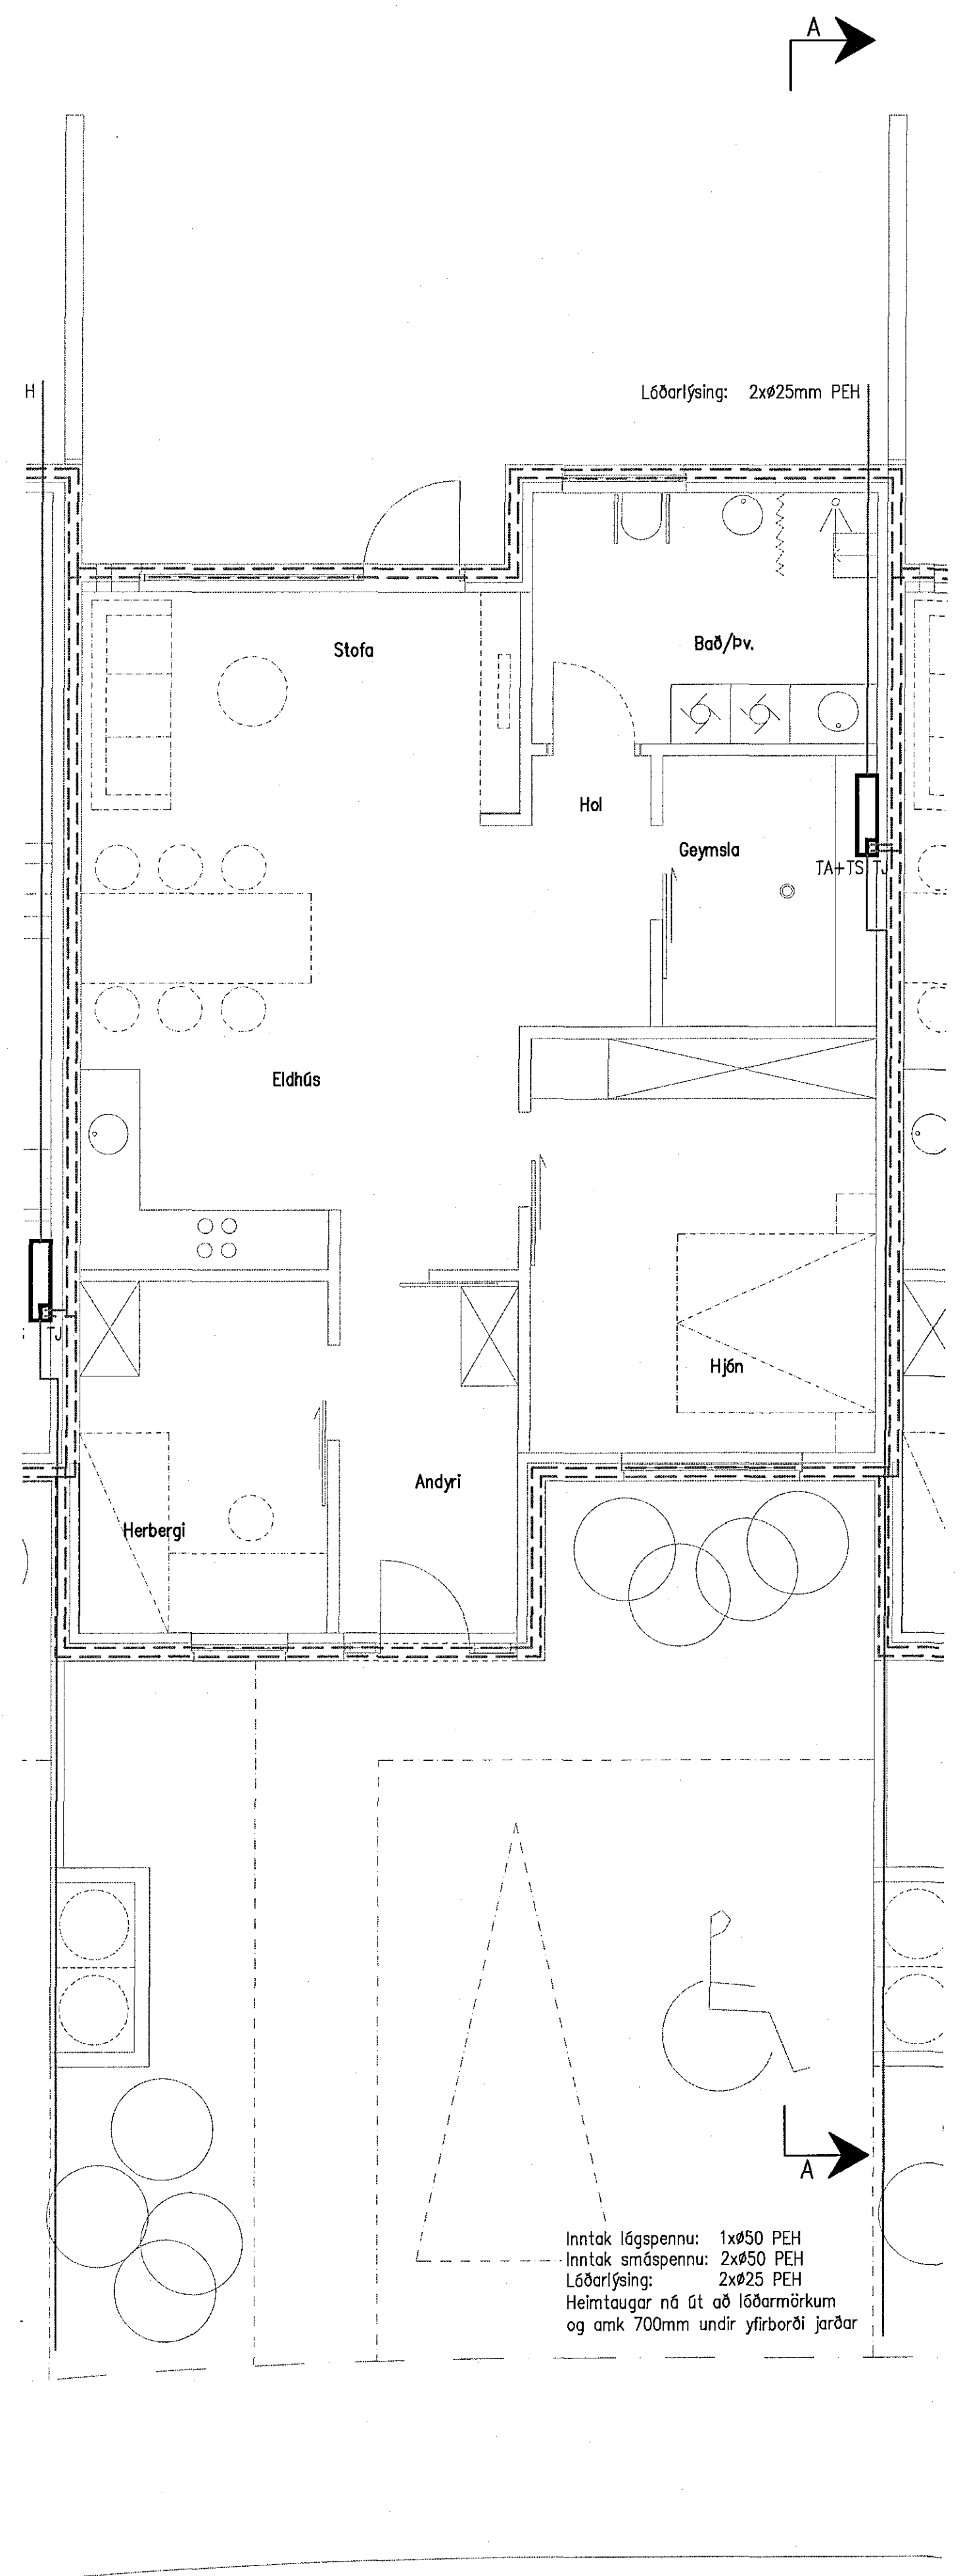 A
H
Lóðarlýsing: 2xø25mm PEH
Stofa
Bað/Þv.
Hol
Geymsla
TA+TS TJ
Eldhús
TJ
Hjón
Andyri
Herbergi
A
Inntak lágspennu: 1xø50 PEH
Inntak smáspennu: 2xø50 PEH
Lóðarlýsing: 2xø25 PEH
Heimtaugar ná út að lóðarmörkum
og amk 700mm undir yfirborði jarðar